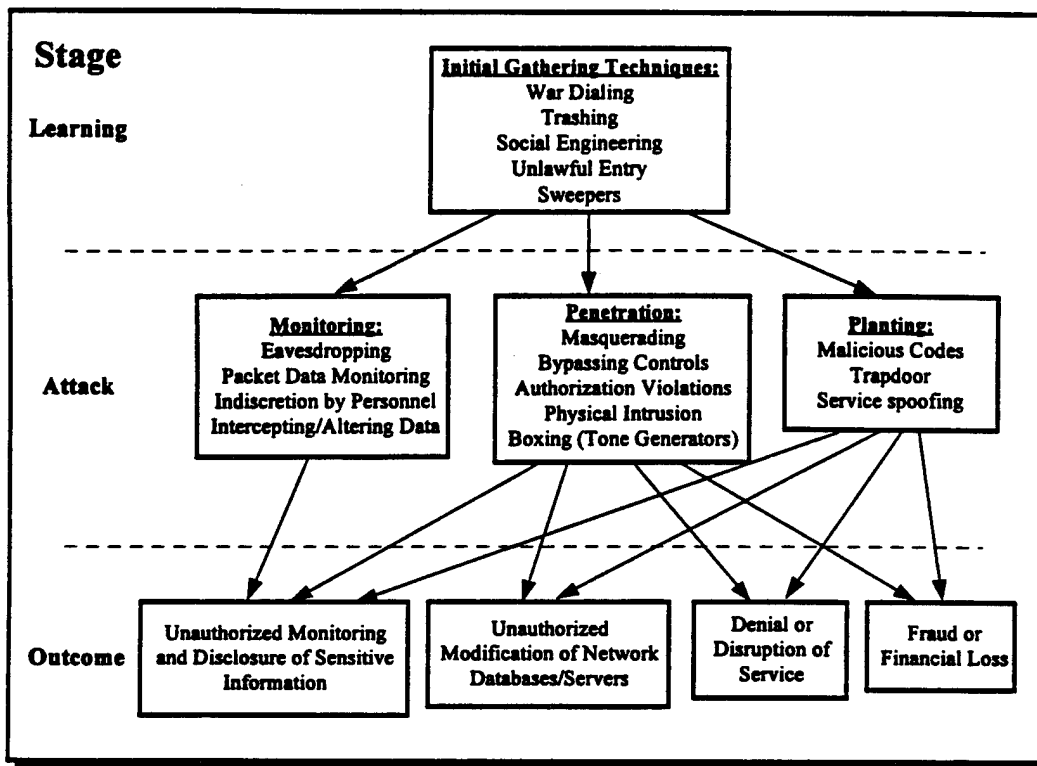 Stage
Learning
Initial Gathering Techniques:
War Dialing
Trashing
Social Engineering
Unlawful Entry
Sweepers
Attack
Monitoring:
Eavesdropping
Packet Data Monitoring
Indiscretion by Personnel
Intercepting/Altering Data
Penetration:
Masquerading
Bypassing Controls
Authorization Violations
Physical Intrusion
Boxing (Tone Generators)
Planting:
Malicious Codes
Trapdoor
Service spoofing
Outcome
Unauthorized Monitoring
and Disclosure of Sensitive
Information
Unauthorized
Modification of Network
Databases/Servers
Denial or
Disruption of
Service
Fraud or
Financial Loss